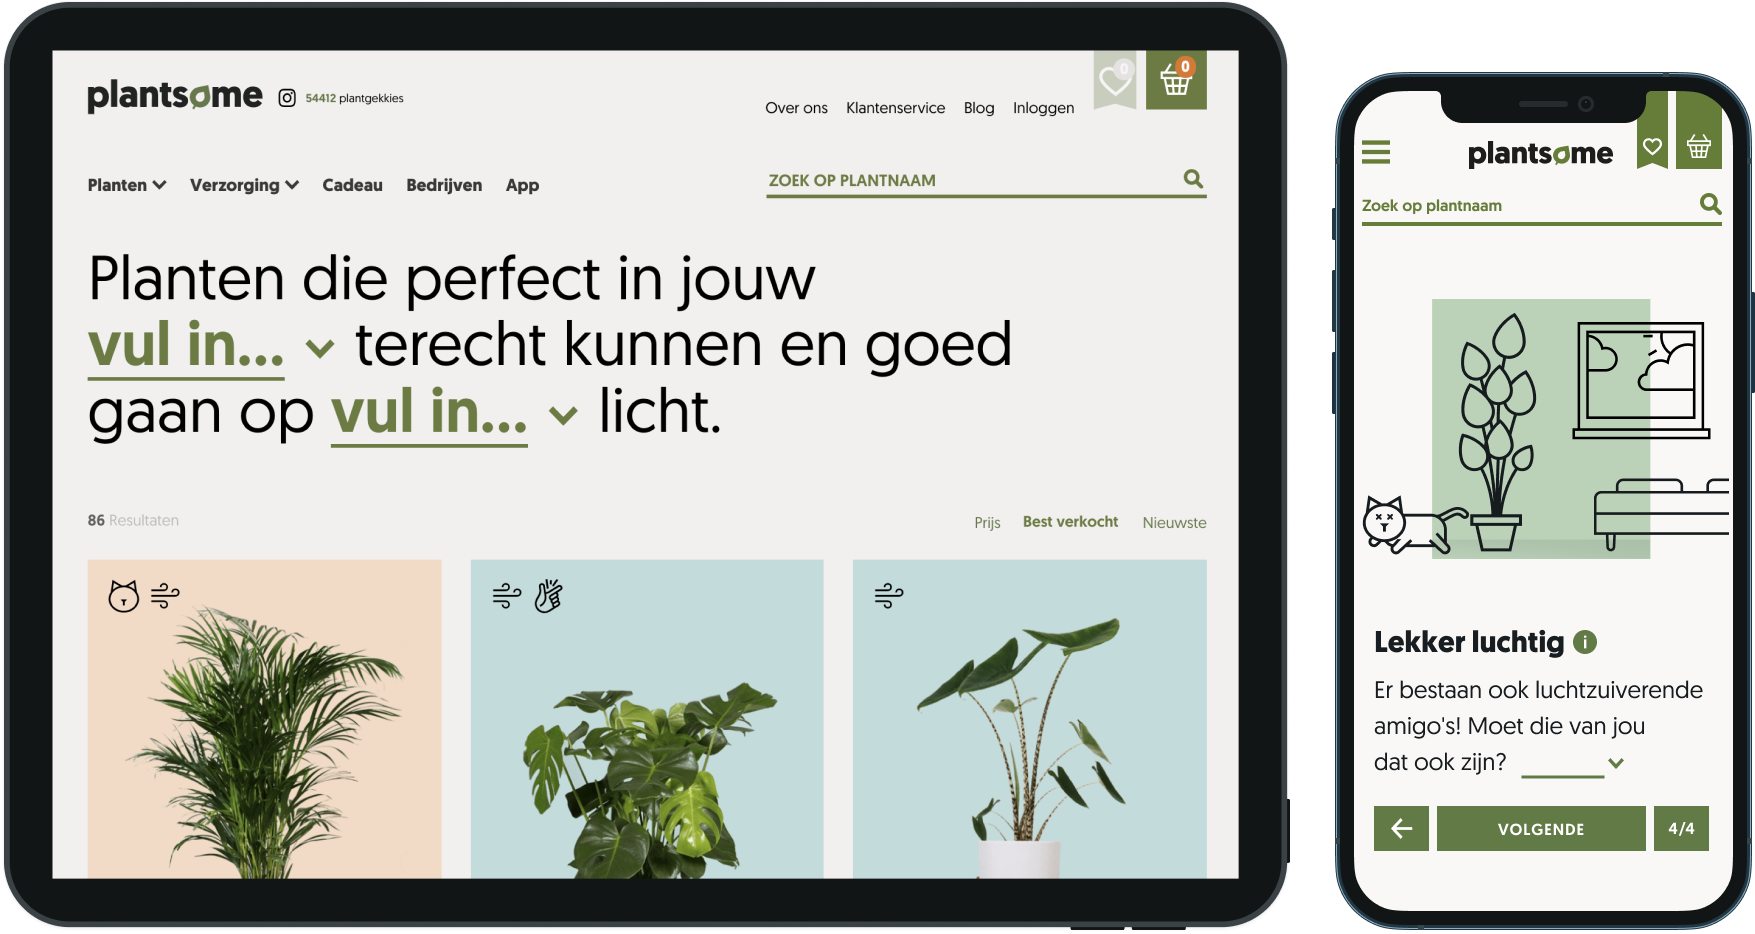 plantsome
54412 plantgekkies
0
0
Over ons Klantenservice Blog Inloggen
Planten Verzorging Cadeau Bedrijven App
ZOEK OP PLANTNAAM
Planten die perfect in jouw
vul in... terecht kunnen en goed
gaan op vul in... licht.
86 Resultaten
Prijs Best verkocht Nieuwste
plantsome
Zoek op plantnaam
Lekker luchtig i
Er bestaan ook luchtzuiverende
amigo's! Moet die van jou
dat ook zijn?
VOLGENDE
4/4